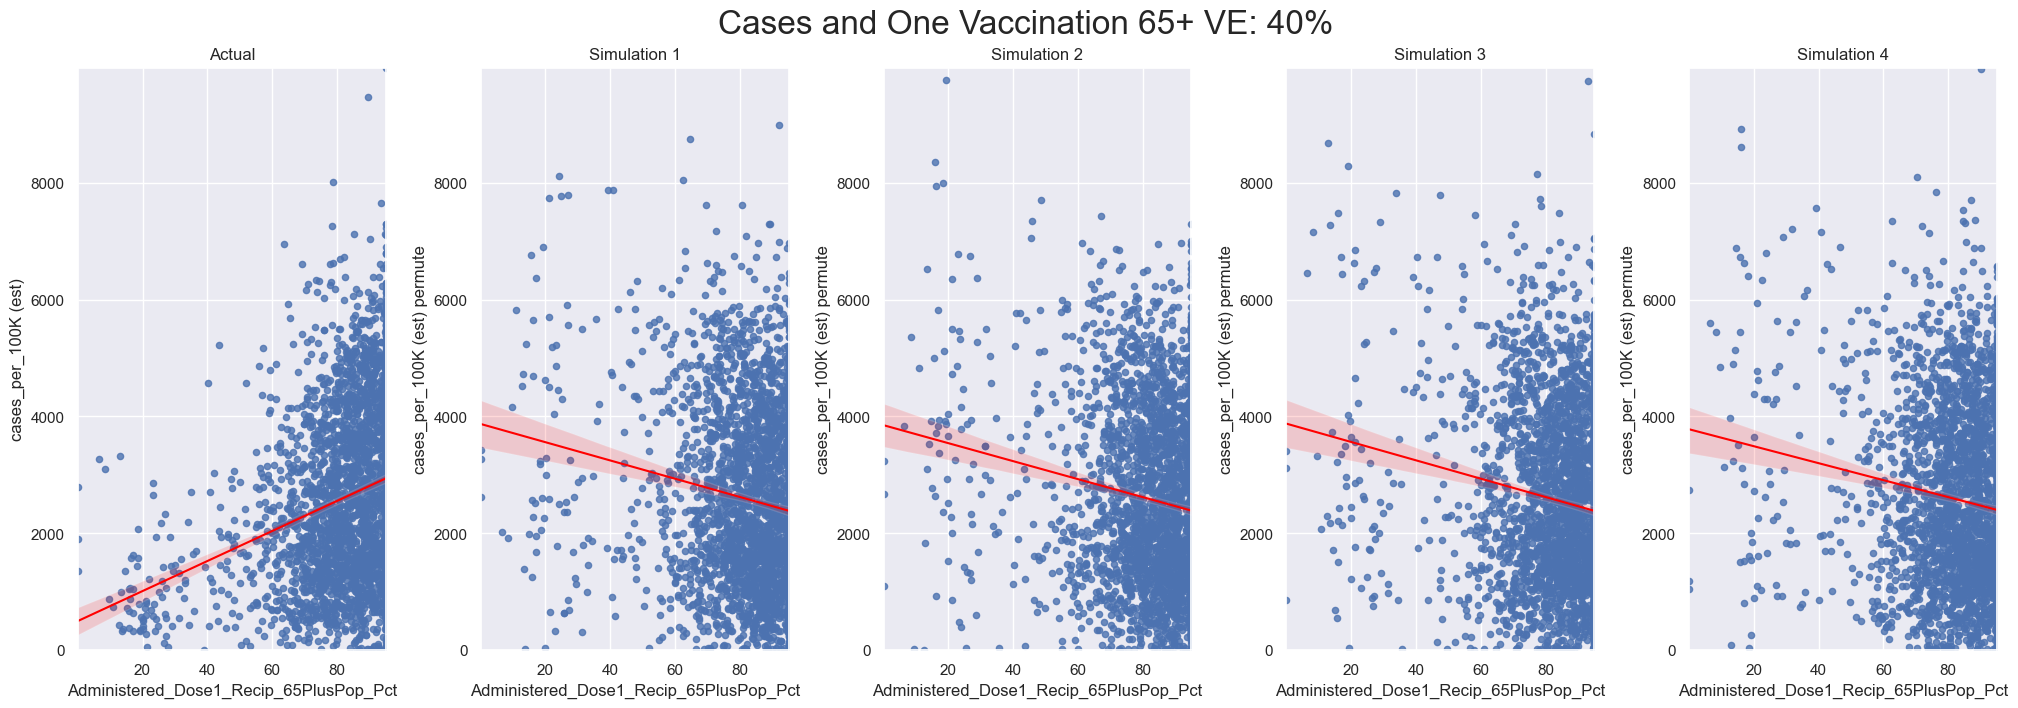 Cases and One Vaccination 65+ VE: 40%
Actual
Simulation 1
Simulation 2
Simulation 3
Simulation 4
cases_per_100K (est)
8000
6000
4000
2000
0
20 40 60 80
Administered_Dose1_Recip_65PlusPop_Pct
cases_per_100K (est) permute
8000
6000
4000
2000
0
20 40 60 80
Administered_Dose1_Recip_65PlusPop_Pct
cases_per_100K (est) permute
8000
6000
4000
2000
0
20 40 60 80
Administered_Dose1_Recip_65PlusPop_Pct
cases_per_100K (est) permute
8000
6000
4000
2000
0
20 40 60 80
Administered_Dose1_Recip_65PlusPop_Pct
cases_per_100K (est) permute
8000
6000
4000
2000
0
20 40 60 80
Administered_Dose1_Recip_65PlusPop_Pct